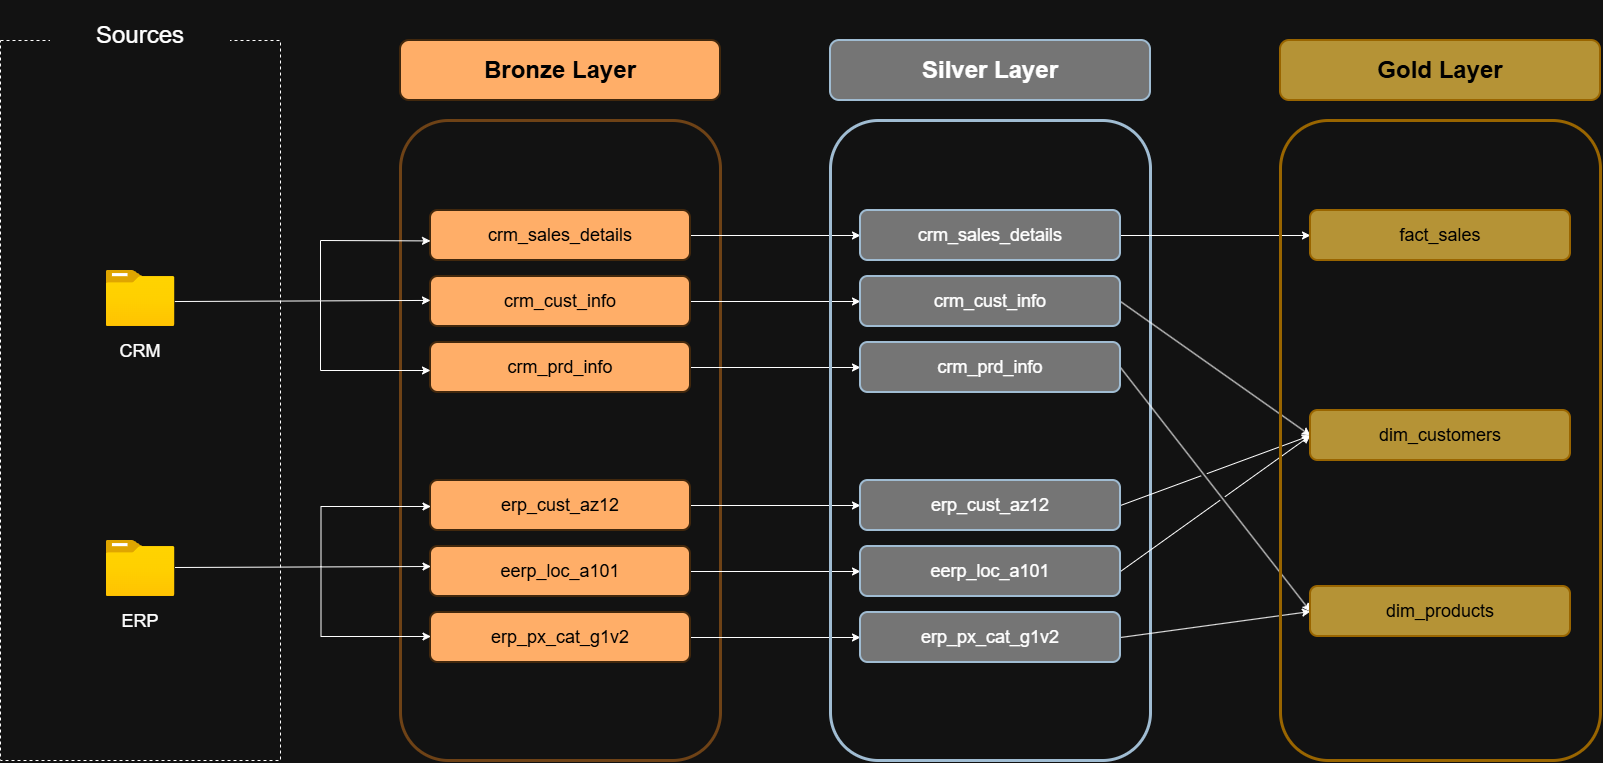 Sources
Bronze Layer
Silver Layer
Gold Layer
crm_sales_details
crm_sales_details
fact_sales
crm_cust_info
crm_cust_info
CRM
crm_prd_info
crm_prd_info
dim_customers
erp_cust_az12
erp_cust_az12
eerp_loc_a101
eerp_loc_a101
ERP
erp_px_cat_g1v2
erp_px_cat_g1v2
dim_products